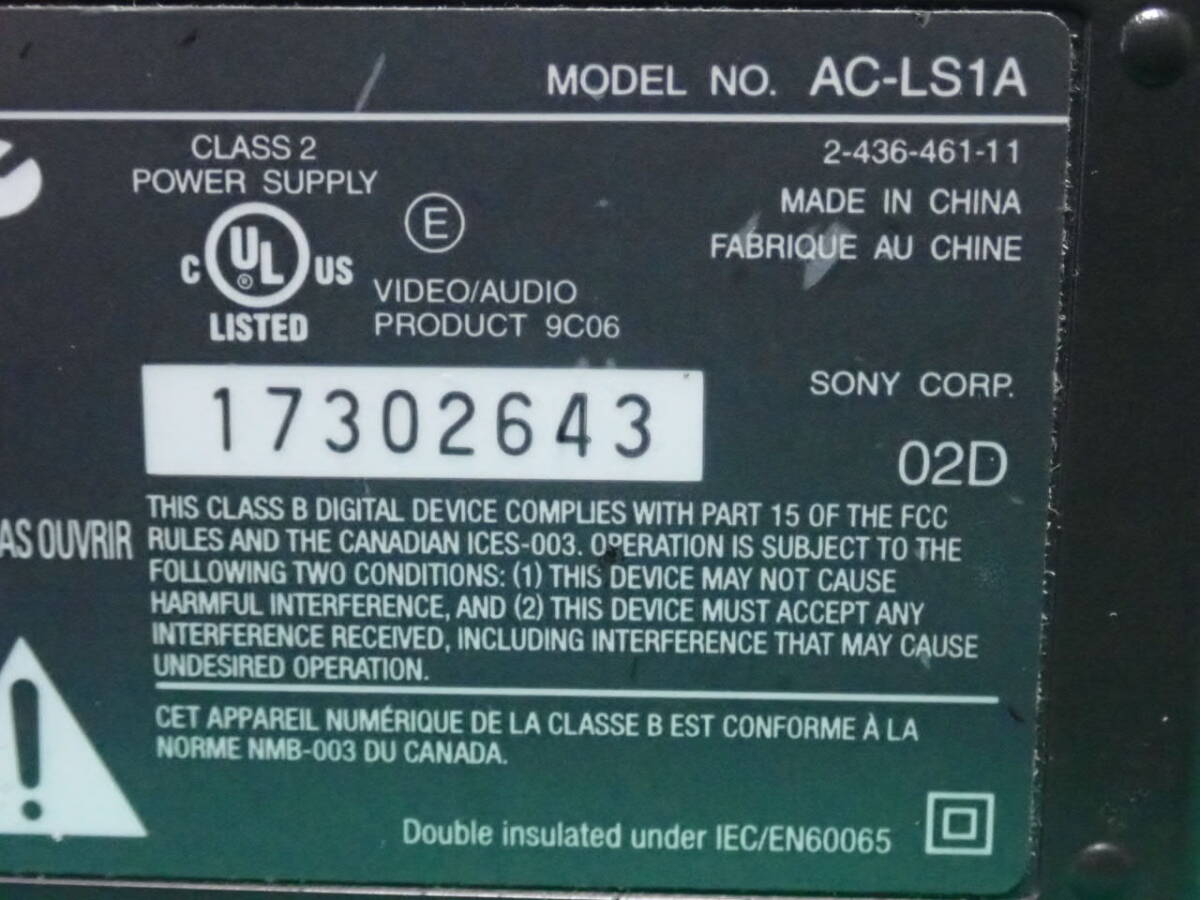 MODEL NO. AC-LS1A
2-436-461-11
MADE IN CHINA
FABRIQUE AU CHINE
CLASS 2
POWER SUPPLY
C UL® US
LISTED
E
VIDEO/AUDIO
PRODUCT 9C06
17302643
SONY CORP.
02D
AS OUVRIR
THIS CLASS B DIGITAL DEVICE COMPLIES WITH PART 15 OF THE FCC
RULES AND THE CANADIAN ICES-003. OPERATION IS SUBJECT TO THE
FOLLOWING TWO CONDITIONS: (1) THIS DEVICE MAY NOT CAUSE
HARMFUL INTERFERENCE, AND (2) THIS DEVICE MUST ACCEPT ANY
INTERFERENCE RECEIVED, INCLUDING INTERFERENCE THAT MAY CAUSE
UNDESIRED OPERATION.
CET APPAREIL NUMÉRIQUE DE LA CLASSE B EST CONFORME À LA
NORME NMB-003 DU CANADA.
Double insulated under IEC/EN60065